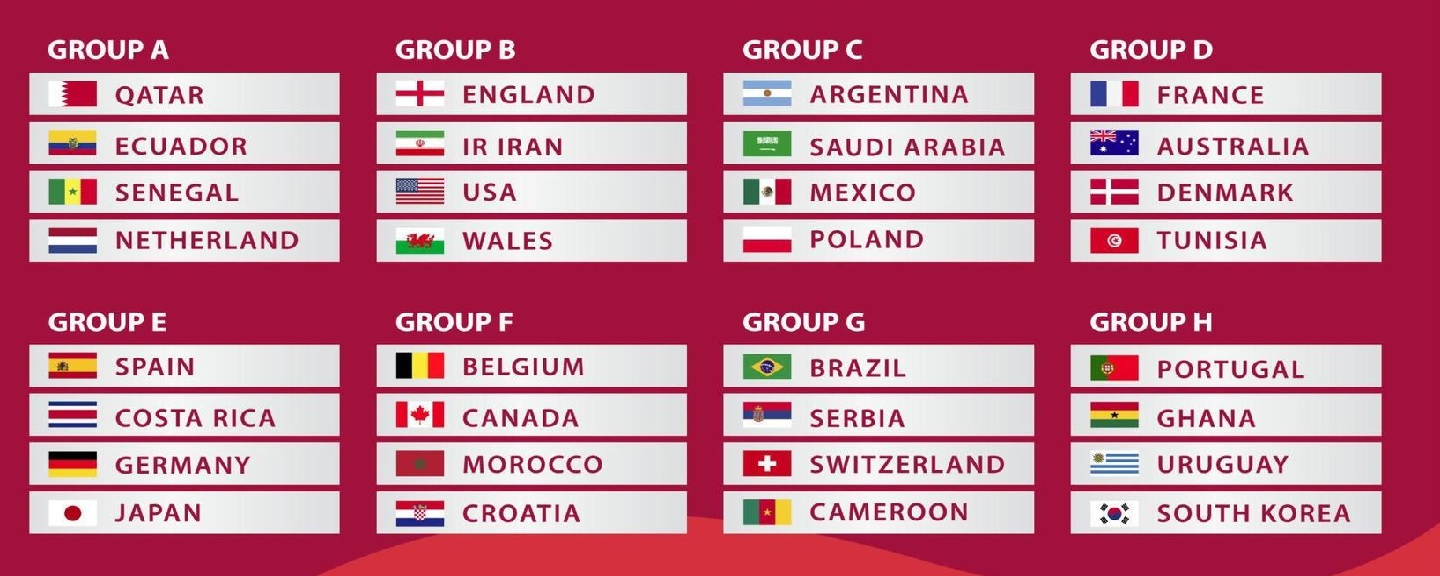 GROUP A
QATAR
ECUADOR
SENEGAL
NETHERLAND
GROUP B
ENGLAND
IR IRAN
USA
WALES
GROUP C
ARGENTINA
SAUDI ARABIA
MEXICO
POLAND
GROUP D
FRANCE
AUSTRALIA
DENMARK
TUNISIA
GROUP E
SPAIN
COSTA RICA
GERMANY
JAPAN
GROUP F
BELGIUM
CANADA
MOROCCO
CROATIA
GROUP G
BRAZIL
SERBIA
SWITZERLAND
CAMEROON
GROUP H
PORTUGAL
GHANA
URUGUAY
SOUTH KOREA